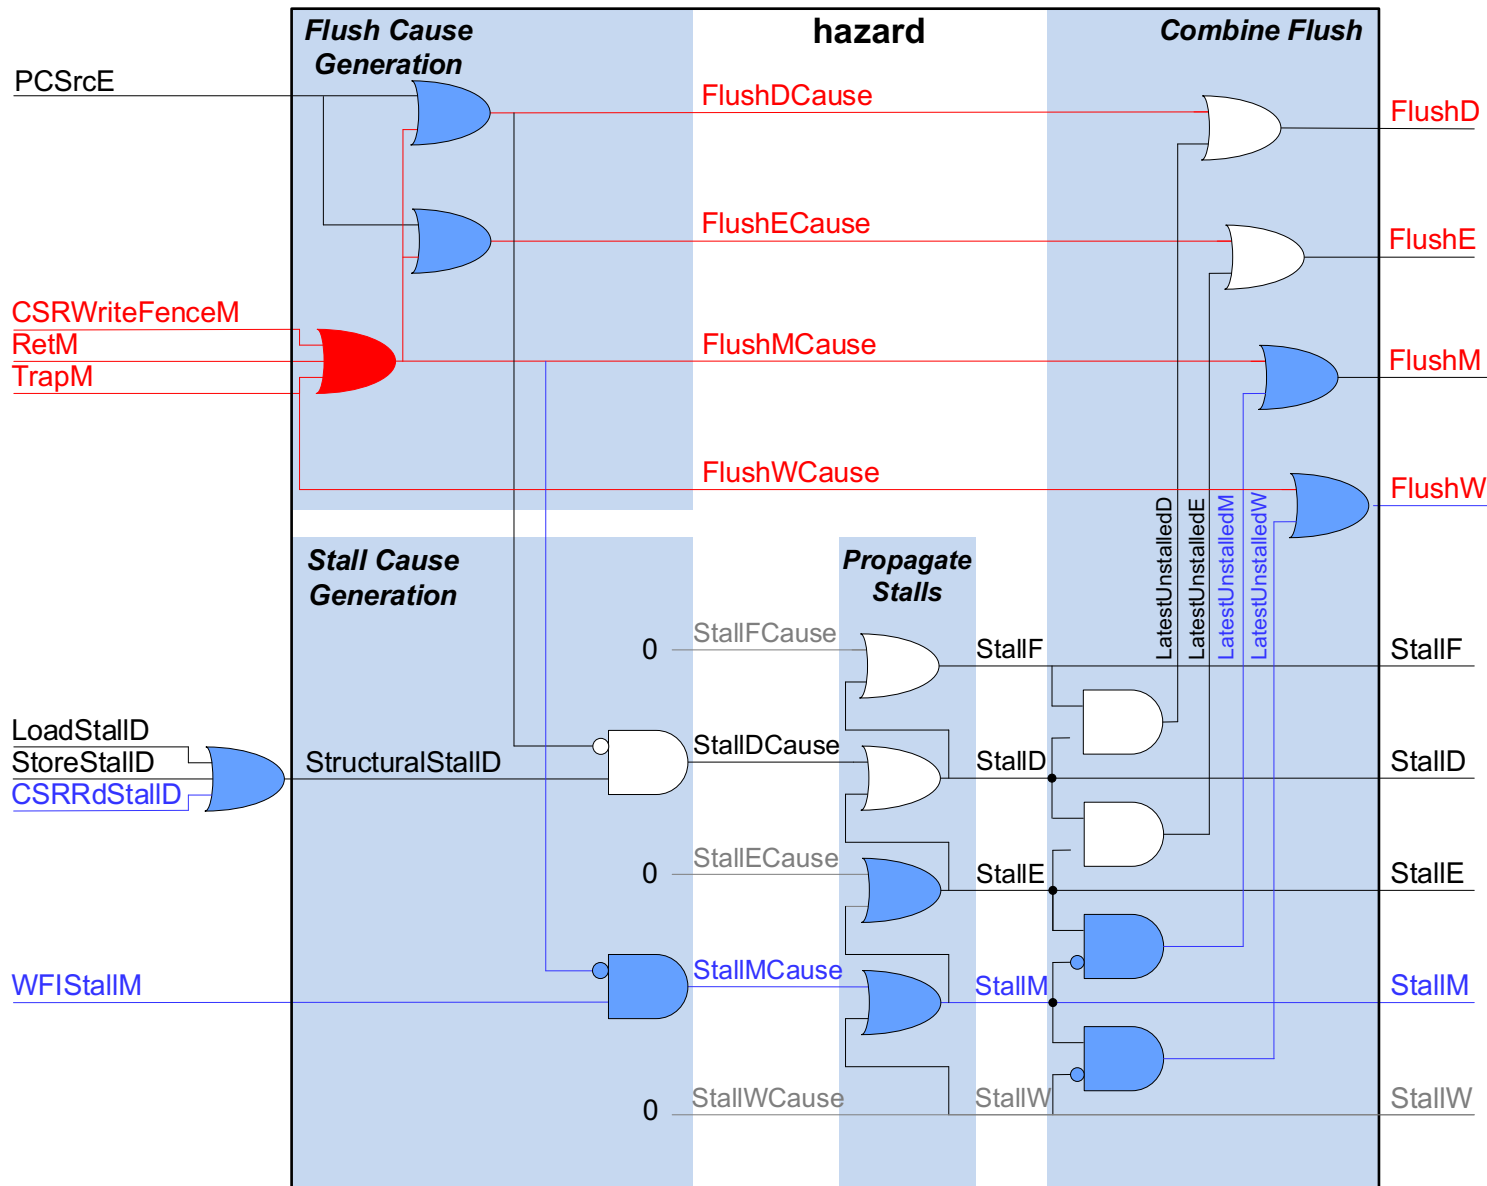 Flush Cause
Generation
hazard
Combine Flush
PCSrcE
FlushDCause
FlushD
FlushECause
FlushE
CSRWriteFenceM
RetM
TrapM
FlushMCause
FlushM
FlushWCause
FlushW
LatestUnstalledD
LatestUnstalledE
LatestUnstalledM
LatestUnstalledW
Stall Cause
Generation
Propagate
Stalls
0
StallFCause
StallF
StallF
LoadStallD
StoreStallD
CSRRdStallD
StructuralStallD
StallDCause
StallD
StallD
0
StallECause
StallE
StallE
WFIStallM
StallMCause
StallM
StallM
0
StallWCause
StallW
StallW